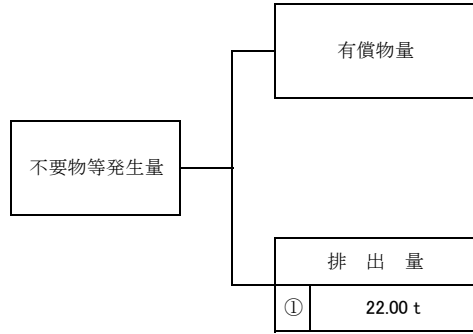 有償物量
不要物等発生量
排 出 量
① 22.00 t